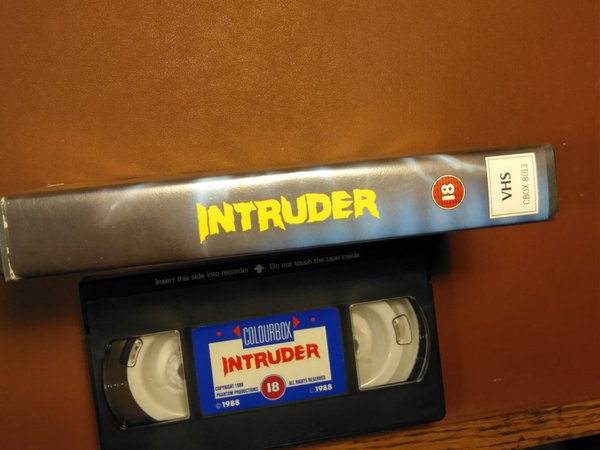 INTRUDER
18
VHS
CBOX 8013
Insert this side into recorder Do not touch the tape inside
COLOURBOX
INTRUDER
COPYRIGHT 1988
PHANTOM PRODUCTIONS
18
ALL RIGHTS RESERVED
©1988
©1988